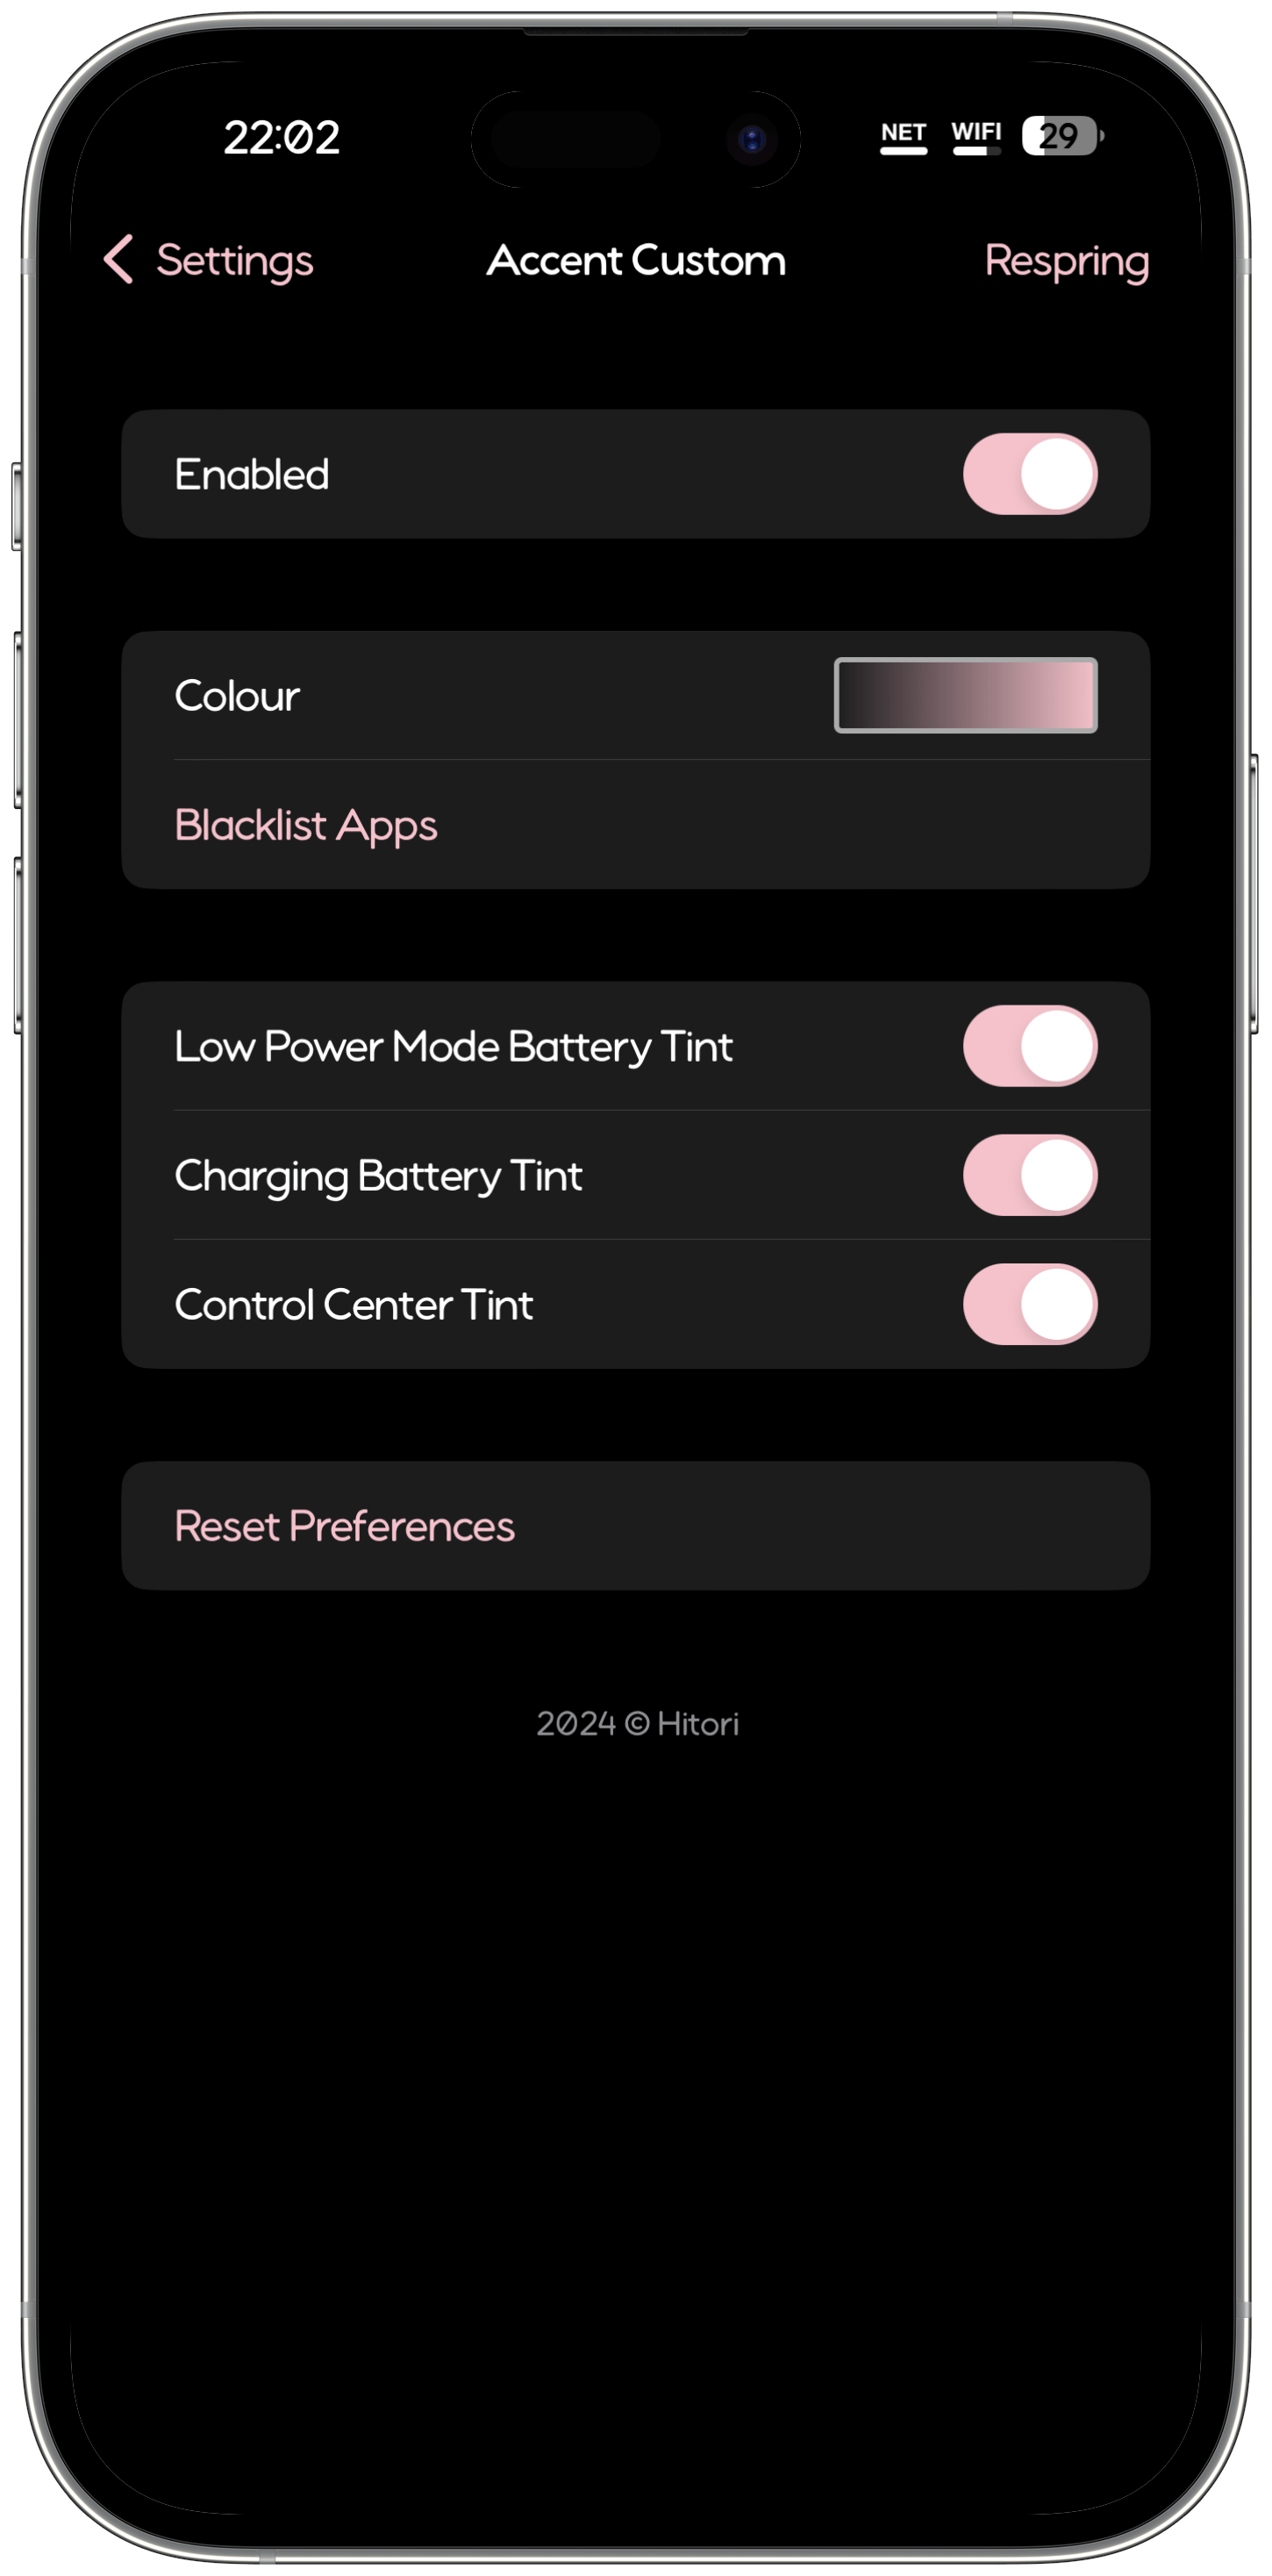 22:02
NET WIFI 29
Settings Accent Custom Respring
Enabled
Colour
Blacklist Apps
Low Power Mode Battery Tint
Charging Battery Tint
Control Center Tint
Reset Preferences
2024 © Hitori